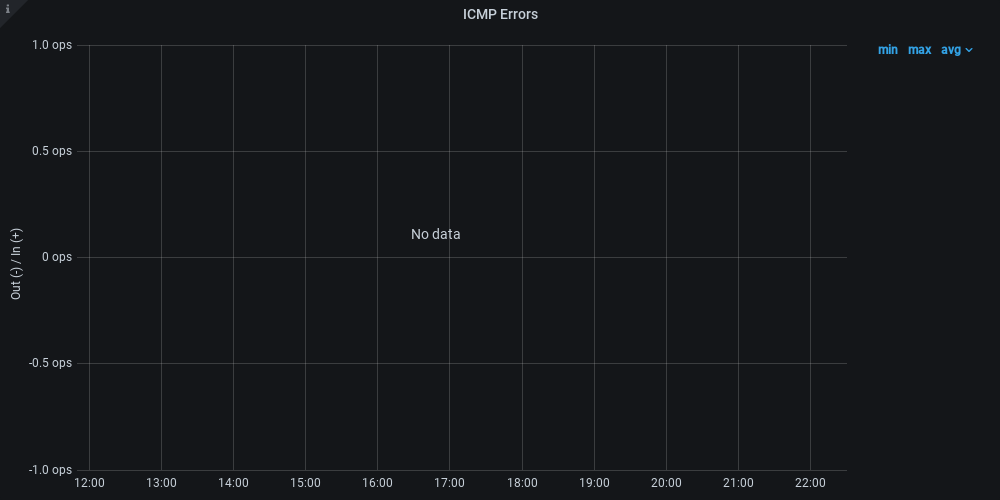 i
ICMP Errors
min max avg
1.0 ops
0.5 ops
0 ops
-0.5 ops
-1.0 ops
Out (-) / In (+)
No data
12:00 13:00 14:00 15:00 16:00 17:00 18:00 19:00 20:00 21:00 22:00